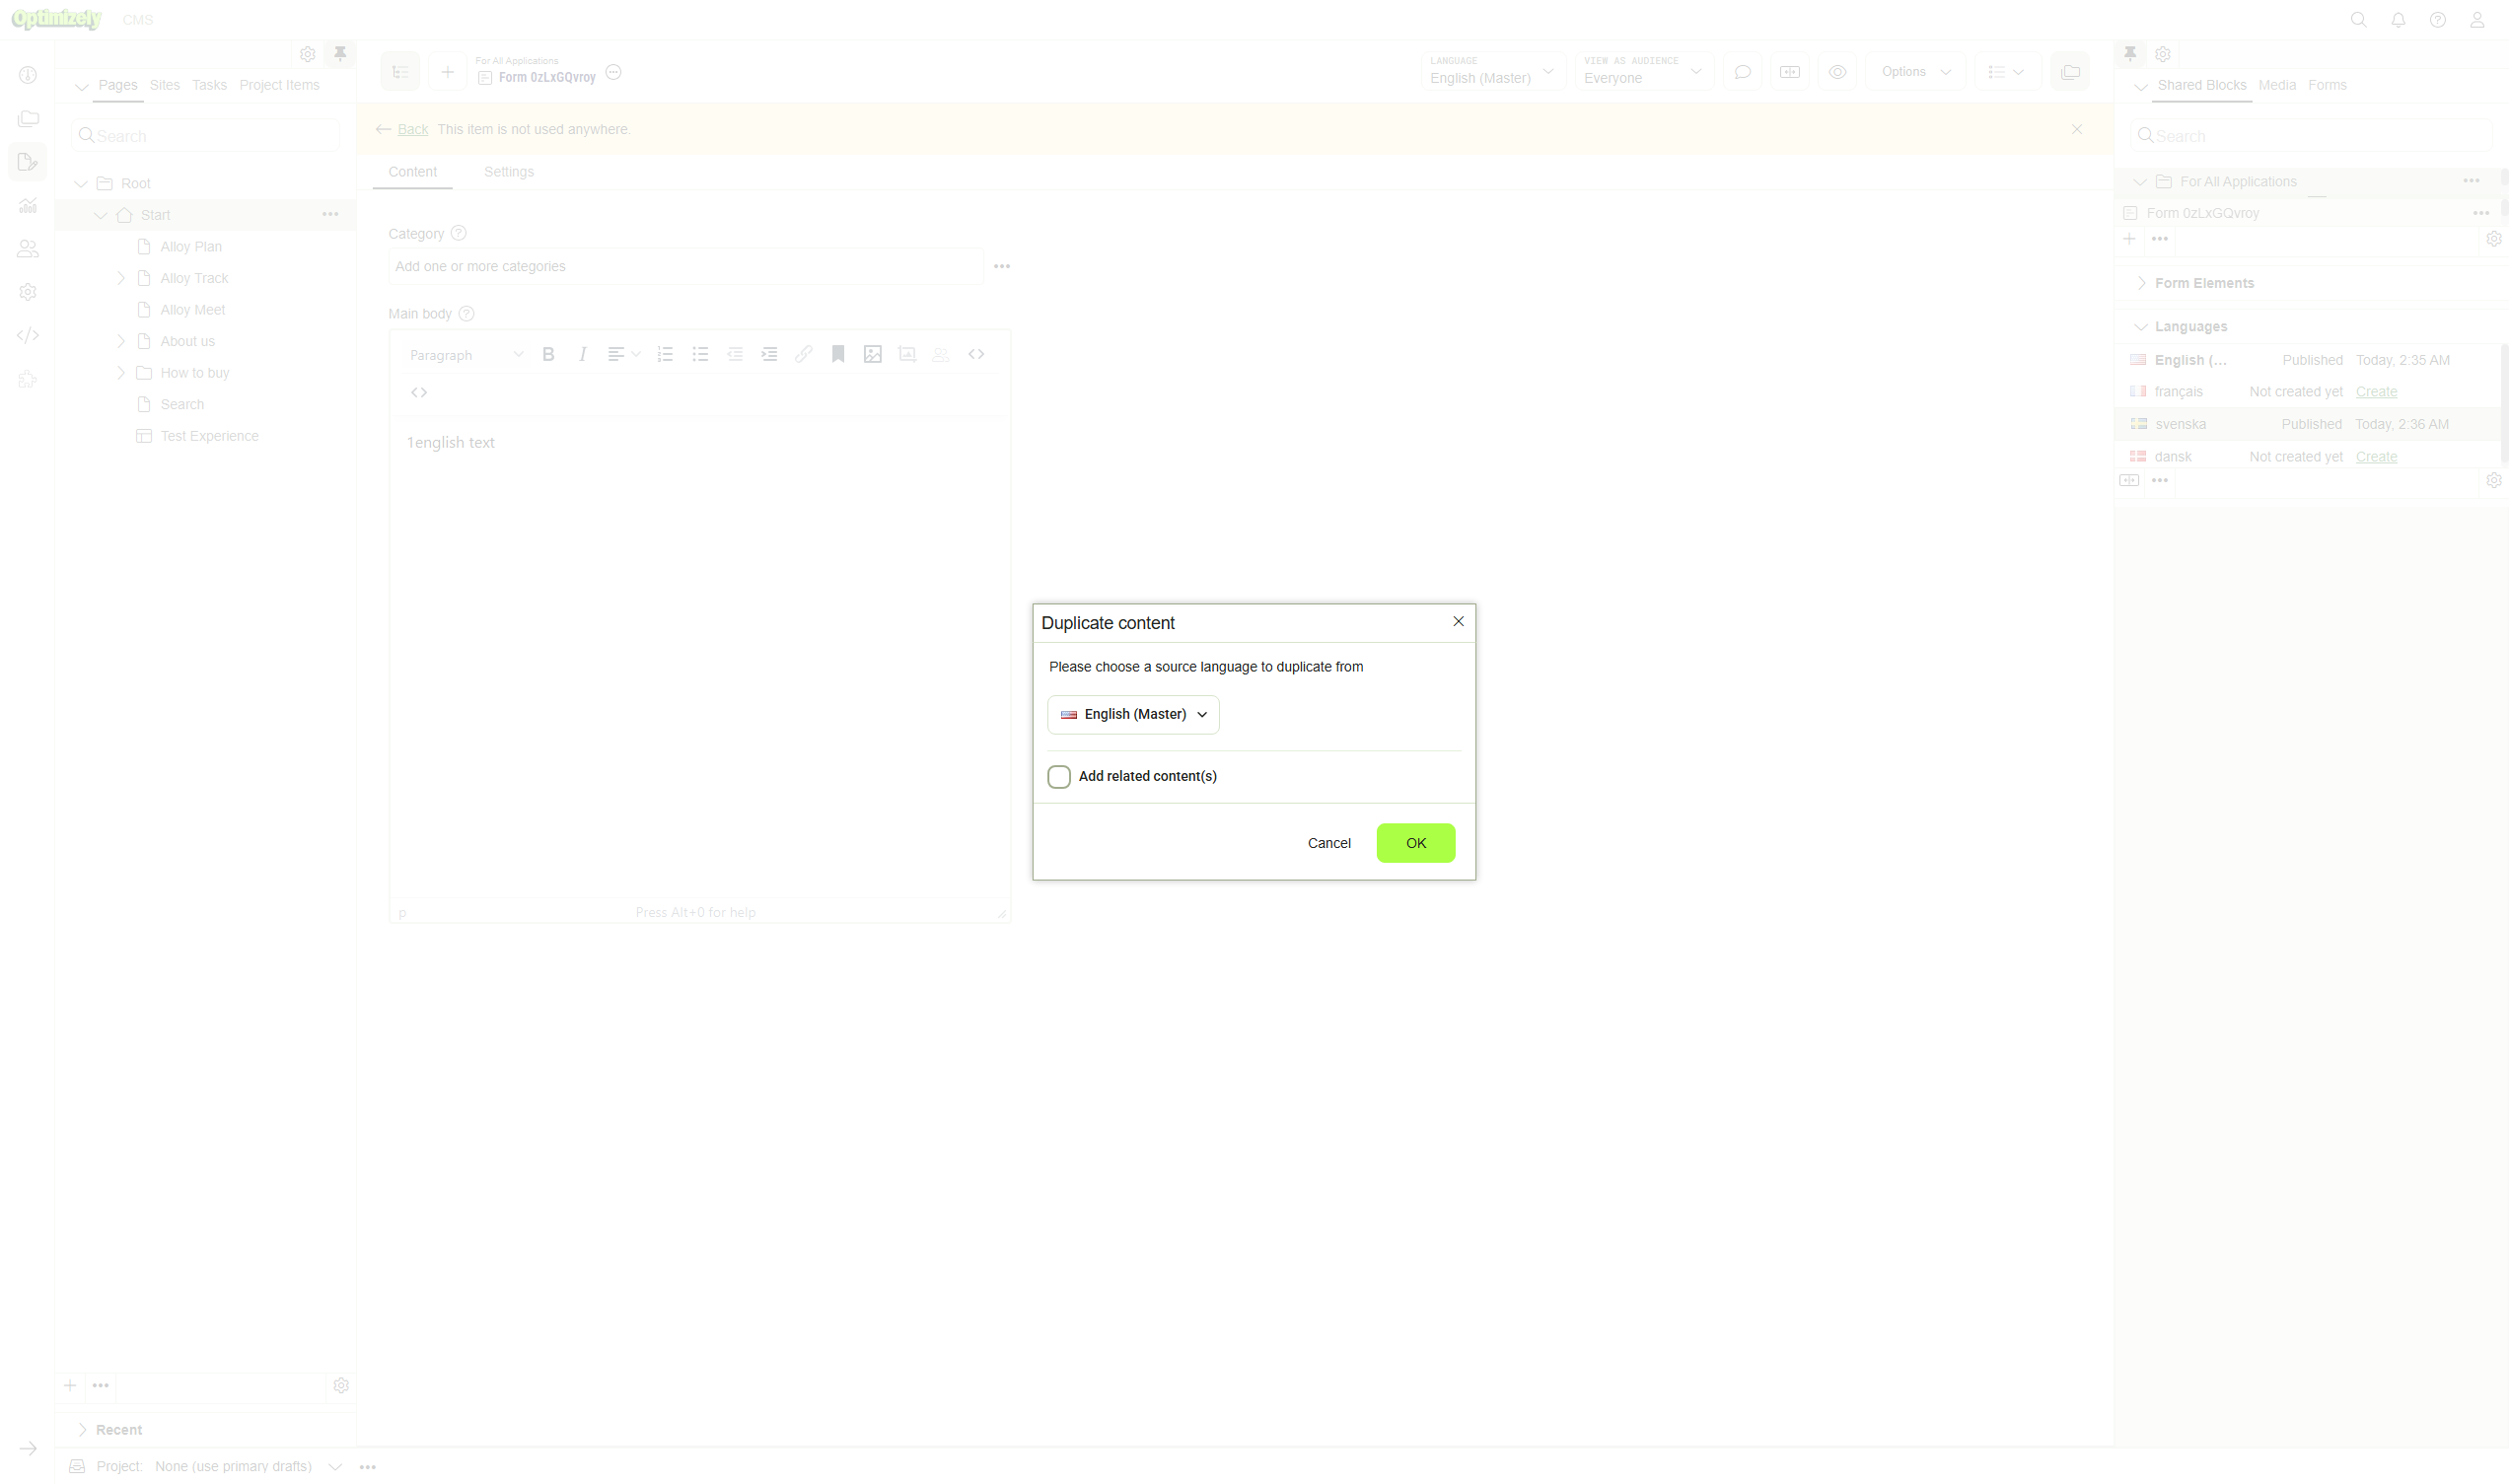 Optimizely CMS
Pages Sites Tasks Project Items
Search
Root
Start
Alloy Plan
Alloy Track
Alloy Meet
About us
How to buy
Search
Test Experience
Recent
Project: None (use primary drafts)
For All Applications
Form 0zLxGQvroy
LANGUAGE
English (Master)
VIEW AS AUDIENCE
Everyone
Options
Back This item is not used anywhere.
Content Settings
Category
Add one or more categories
Main body
Paragraph
1english text
p Press Alt+0 for help
Duplicate content
Please choose a source language to duplicate from
English (Master)
Add related content(s)
Cancel OK
Shared Blocks Media Forms
Search
For All Applications
Form 0zLxGQvroy
Form Elements
Languages
English (... Published Today, 2:35 AM
français Not created yet Create
svenska Published Today, 2:36 AM
dansk Not created yet Create